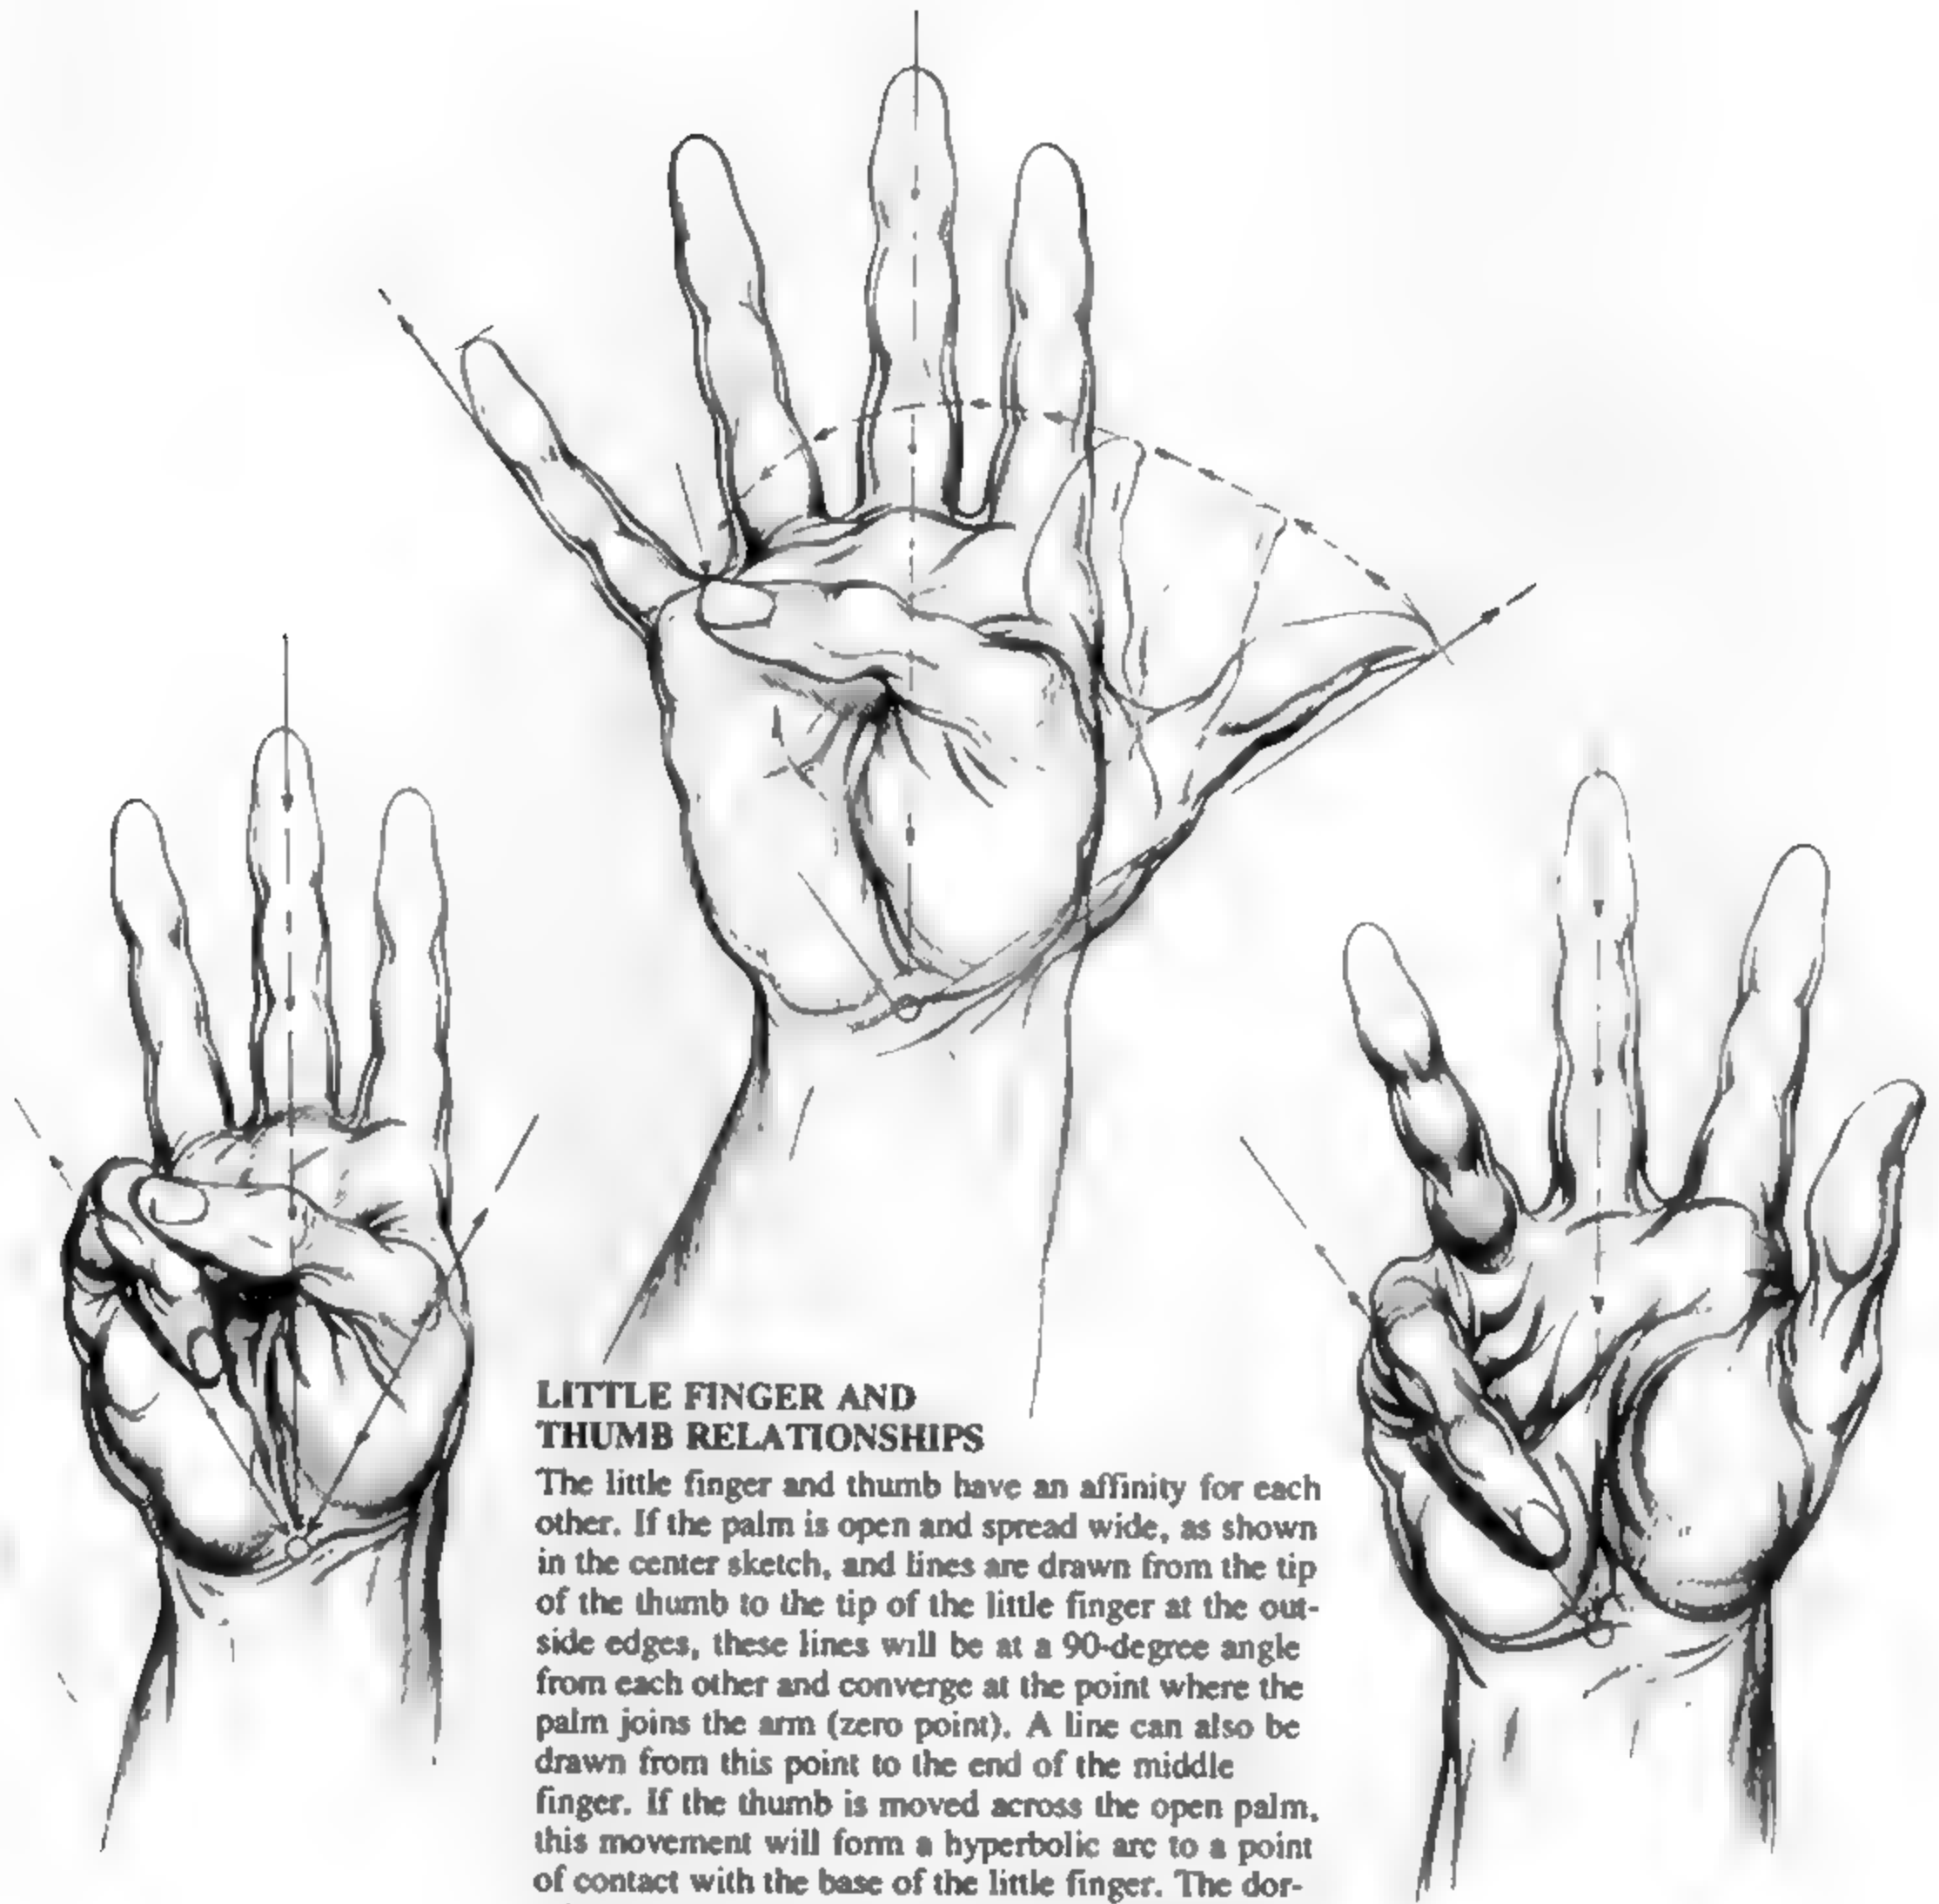 LITTLE FINGER AND
THUMB RELATIONSHIPS
The little finger and thumb have an affinity for each
other. If the palm is open and spread wide, as shown
in the center sketch, and lines are drawn from the tip
of the thumb to the tip of the little finger at the out-
side edges, these lines will be at a 90-degree angle
from each other and converge at the point where the
palm joins the arm (zero point). A line can also be
drawn from this point to the end of the middle
finger. If the thumb is moved across the open palm,
this movement will form a hyperbolic arc to a point
of contact with the base of the little finger. The dor-